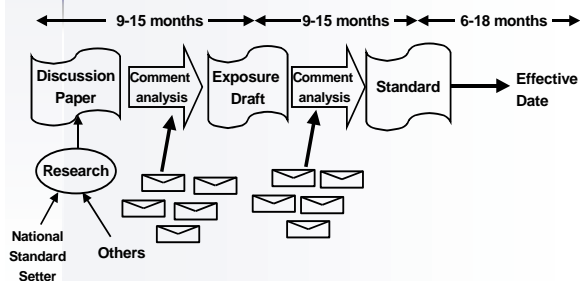 9-15 months
9-15 months
6-18 months
Discussion
Paper
Comment
analysis
Exposure
Draft
Comment
analysis
Standard
Effective
Date
Research
National
Standard
Setter
Others